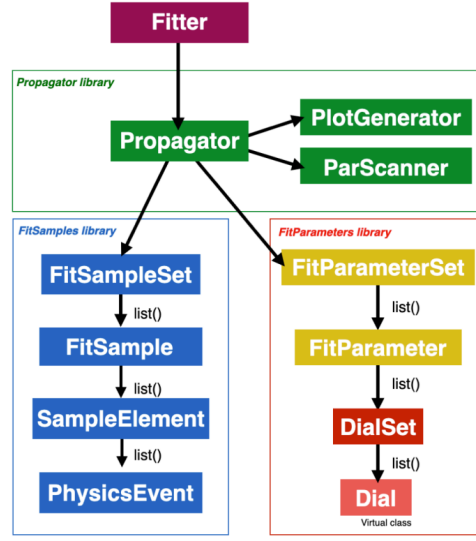 Fitter
Propagator library
PlotGenerator
Propagator
ParScanner
FitSamples library
FitSampleSet
list()
FitSample
list()
SampleElement
list()
PhysicsEvent
FitParameters library
FitParameterSet
list()
FitParameter
list()
DialSet
list()
Dial
Virtual class